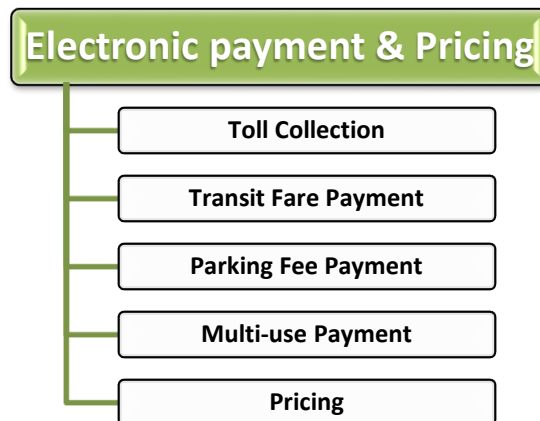 Electronic payment & Pricing
Toll Collection
Transit Fare Payment
Parking Fee Payment
Multi-use Payment
Pricing